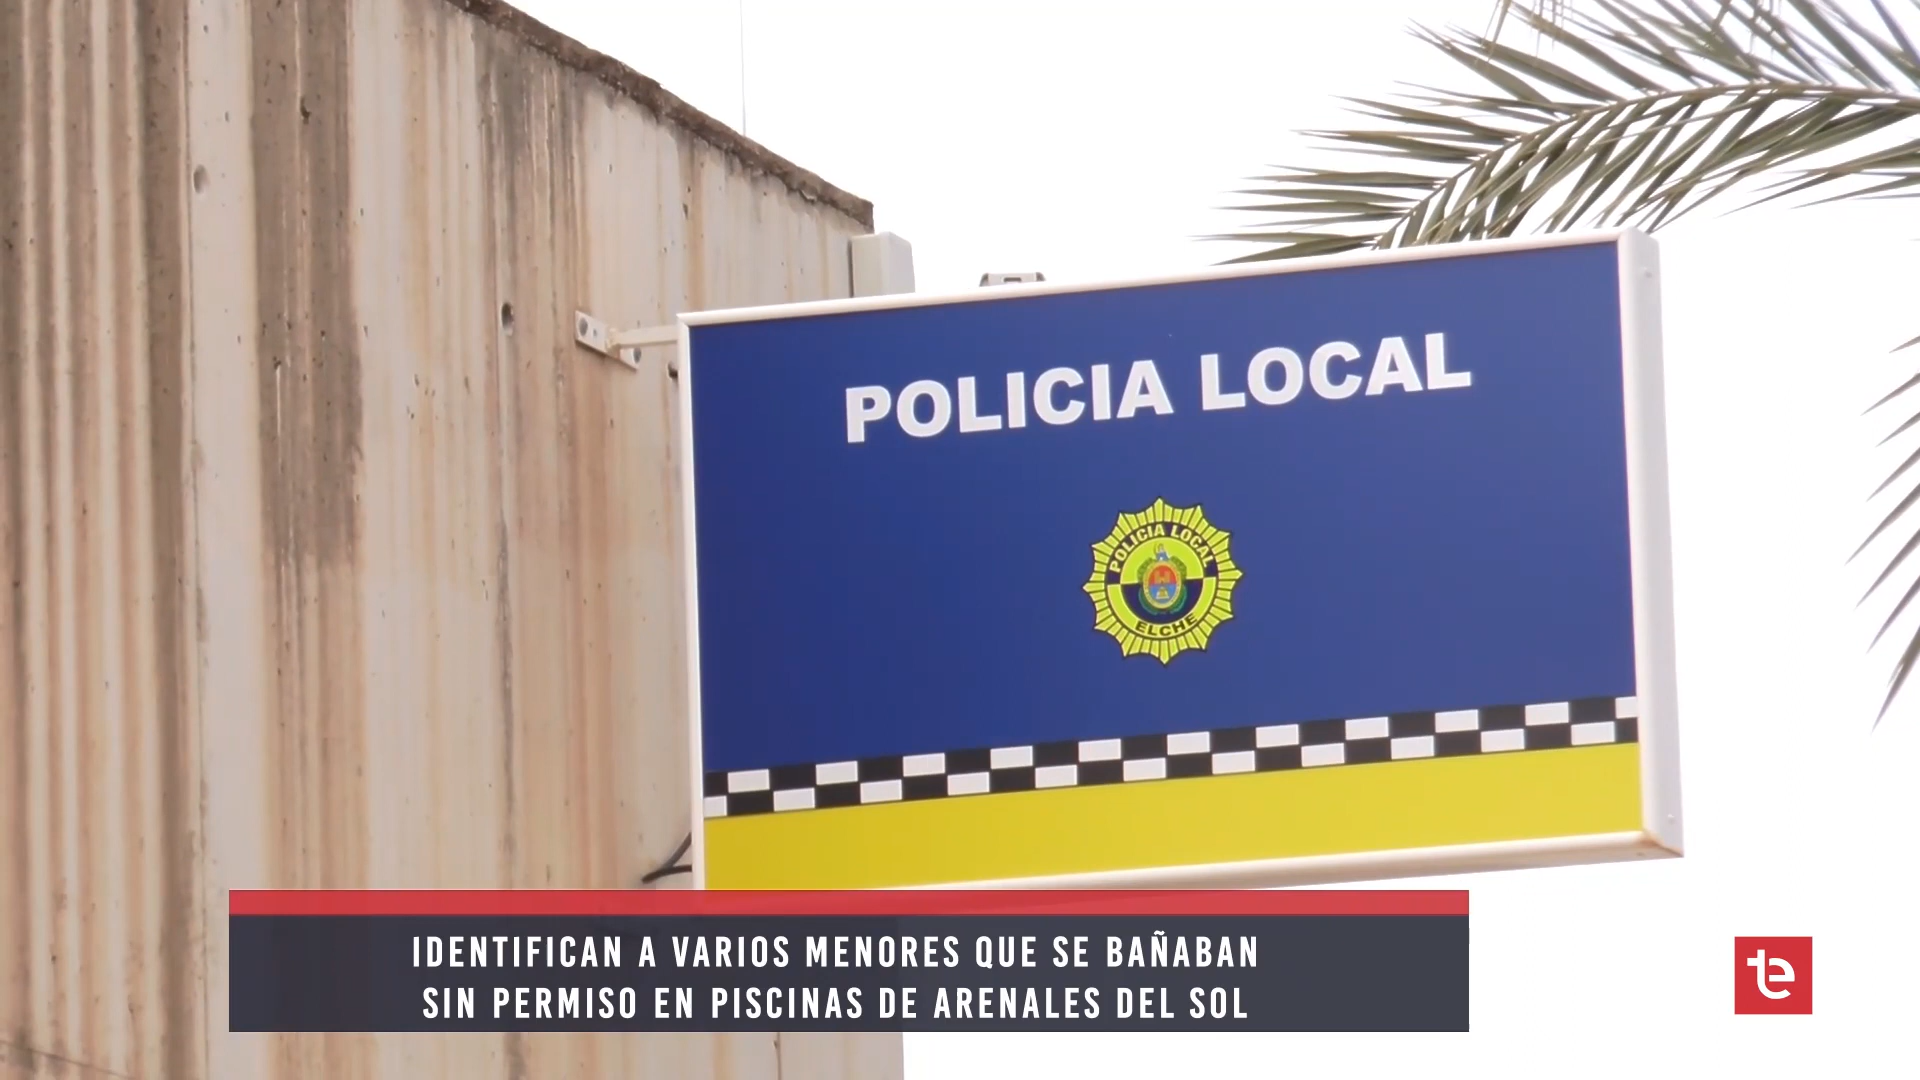 POLICIA LOCAL
POLICIA LOCAL
ELCHE
IDENTIFICAN A VARIOS MENORES QUE SE BAÑABAN
SIN PERMISO EN PISCINAS DE ARENALES DEL SOL
te